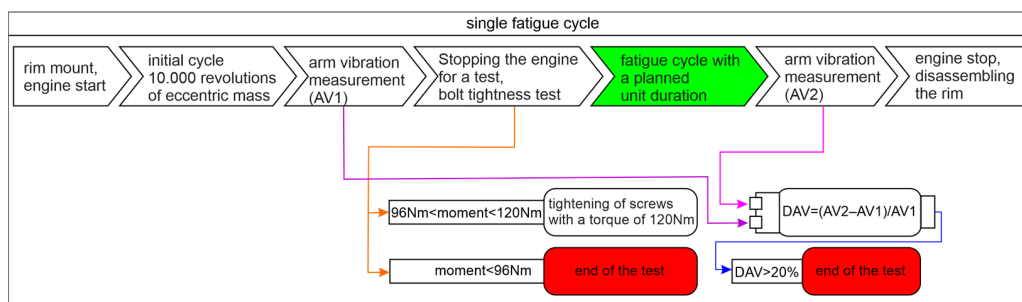 single fatigue cycle
rim mount,
engine start
initial cycle
10.000 revolutions
of eccentric mass
arm vibration
measurement
(AV1)
Stopping the engine
for a test,
bolt tightness test
fatigue cycle with
a planned
unit duration
arm vibration
measurement
(AV2)
engine stop,
disassembling
the rim
96Nm<moment<120Nm
tightening of screws
with a torque of 120Nm
DAV=(AV2–AV1)/AV1
moment<96Nm
end of the test
DAV>20%
end of the test